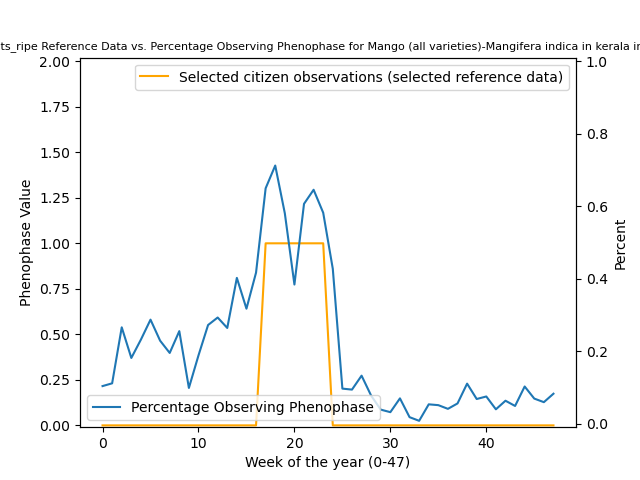 ts_ripe Reference Data vs. Percentage Observing Phenophase for Mango (all varieties)-Mangifera indica in kerala in
2.00
1.75
1.50
1.25
1.00
0.75
0.50
0.25
0.00
Phenophase Value
Selected citizen observations (selected reference data)
Percentage Observing Phenophase
1.0
0.8
0.6
0.4
0.2
0.0
Percent
0 10 20 30 40
Week of the year (0-47)